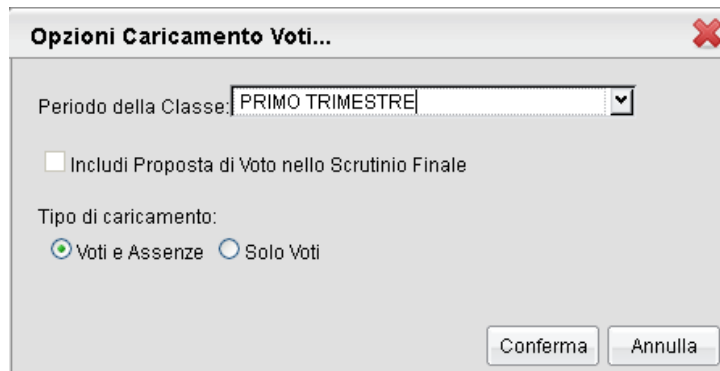 Opzioni Caricamento Voti...
Periodo della Classe: PRIMO TRIMESTRE
Includi Proposta di Voto nello Scrutinio Finale
Tipo di caricamento:
Voti e Assenze Solo Voti
Conferma Annulla